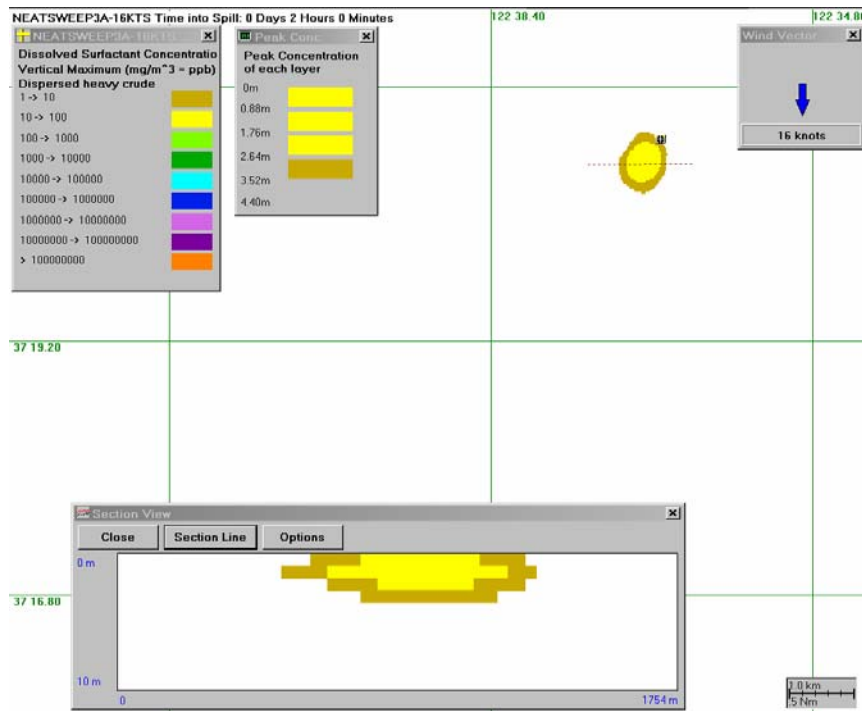 NEATSWEEP3A-16KTS Time into Spill: 0 Days 2 Hours 0 Minutes
122 38.40
122 34.8
NEATSWEEP3A-16KTS
Dissolved Surfactant Concentratio
Vertical Maximum (mg/m^3 = ppb)
Dispersed heavy crude
1 -> 10
10 -> 100
100 -> 1000
1000 -> 10000
10000 -> 100000
100000 -> 1000000
1000000 -> 10000000
10000000 -> 100000000
> 100000000
Peak Conc.
Peak Concentration
of each layer
0m
0.88m
1.76m
2.64m
3.52m
4.40m
Wind Vector
16 knots
37 19.20
Section View
Close
Section Line
Options
0 m
37 16.80
10 m
0
1754 m
1.0 km
.5 Nm